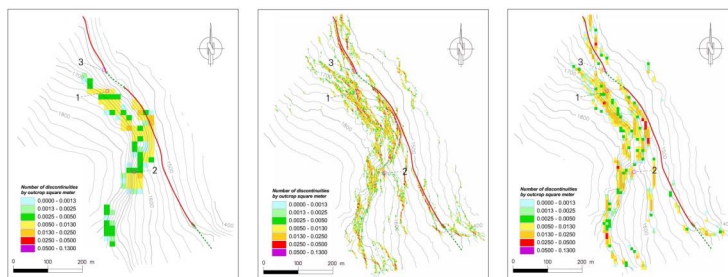 3
1
2
1600
Number of discontinuities
by outcrop square meter
0.0000 - 0.0013
0.0013 - 0.0025
0.0025 - 0.0050
0.0050 - 0.0130
0.0130 - 0.0250
0.0250 - 0.0500
0.0500 - 0.1300
0 100 200 m
3
1
2
1600
Number of discontinuities
by outcrop square meter
0.0000 - 0.0013
0.0013 - 0.0025
0.0025 - 0.0050
0.0050 - 0.0130
0.0130 - 0.0250
0.0250 - 0.0500
0.0500 - 0.1300
0 100 200 m
3
1
2
1600
Number of discontinuities
by outcrop square meter
0.0000 - 0.0013
0.0013 - 0.0025
0.0025 - 0.0050
0.0050 - 0.0130
0.0130 - 0.0250
0.0250 - 0.0500
0.0500 - 0.1300
0 100 200 m